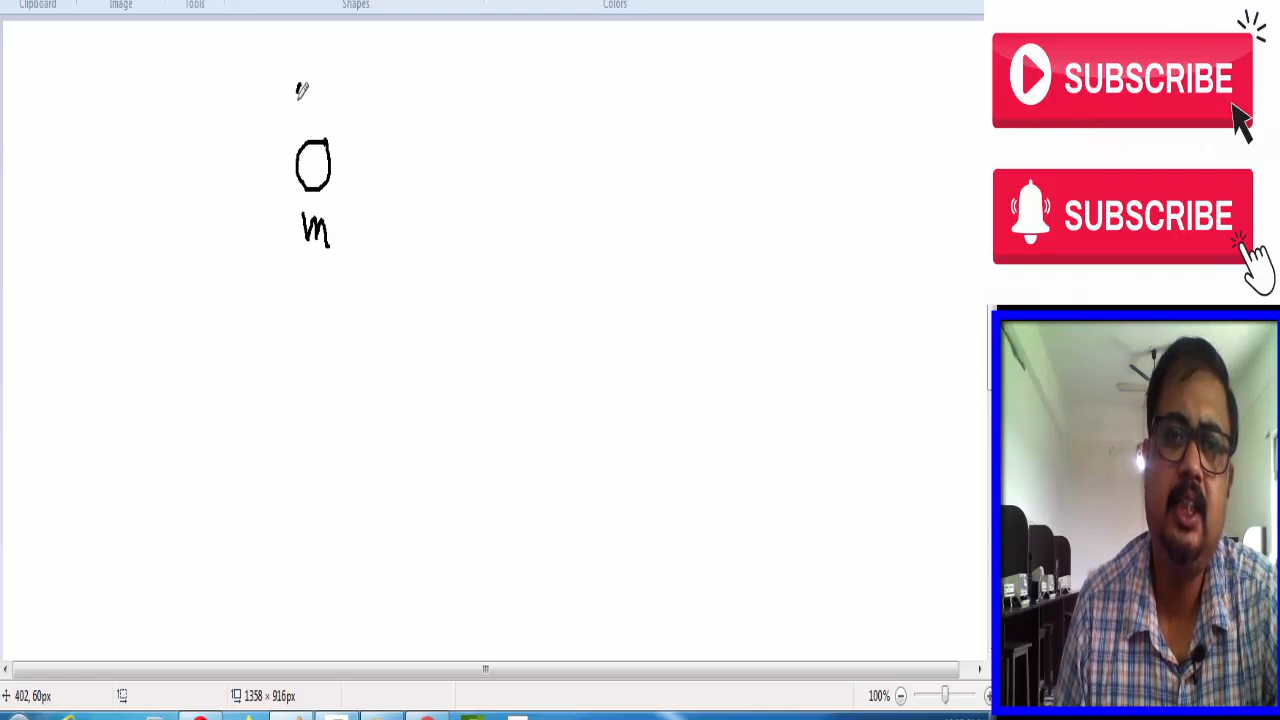 Clipboard Image Tools Shapes Colors
SUBSCRIBE
SUBSCRIBE
O
m
402, 60px
1358 × 916px
100%